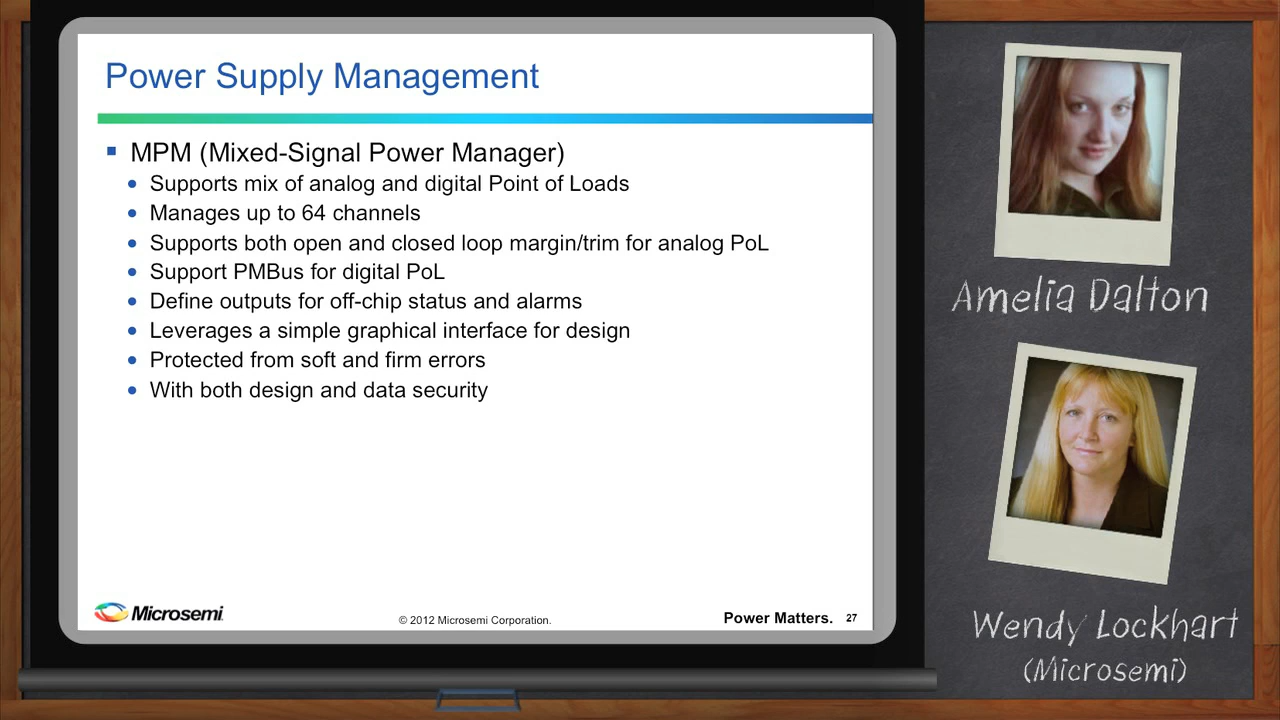 Power Supply Management
MPM (Mixed-Signal Power Manager)
Supports mix of analog and digital Point of Loads
Manages up to 64 channels
Supports both open and closed loop margin/trim for analog PoL
Support PMBus for digital PoL
Define outputs for off-chip status and alarms
Leverages a simple graphical interface for design
Protected from soft and firm errors
With both design and data security
Microsemi
© 2012 Microsemi Corporation.
Power Matters. 27
Amelia Dalton
Wendy Lockhart
(Microsemi)